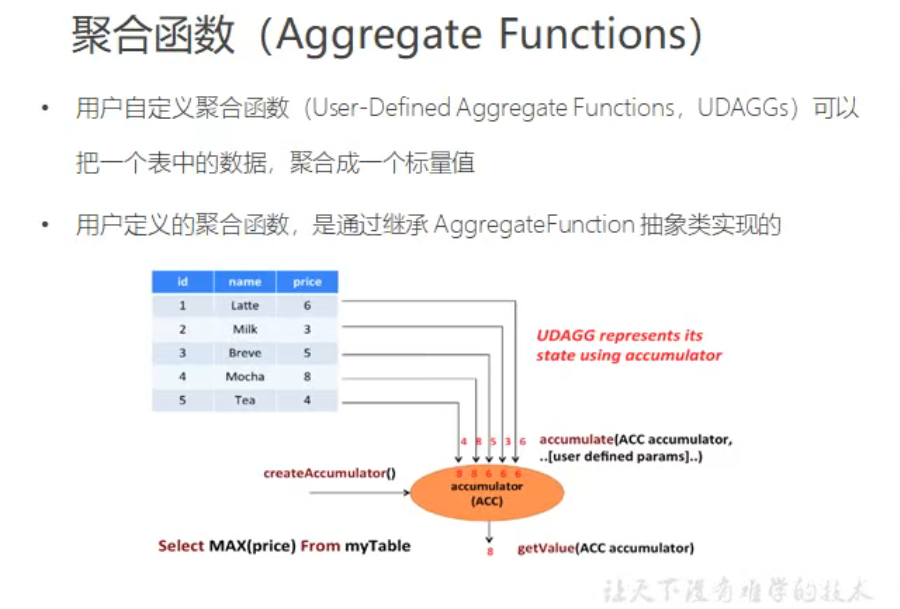 聚合函数（Aggregate Functions）
• 用户自定义聚合函数（User-Defined Aggregate Functions，UDAGGs）可以
把一个表中的数据，聚合成一个标量值
• 用户定义的聚合函数，是通过继承 AggregateFunction 抽象类实现的
id name price
1 Latte 6
2 Milk 3
3 Breve 5
4 Mocha 8
5 Tea 4
UDAGG represents its
state using accumulator
4 8 5 3 6
accumulate(ACC accumulator,
..[user defined params]..)
createAccumulator()
8 8 6 6 6
accumulator
(ACC)
Select MAX(price) From myTable
8
getValue(ACC accumulator)
让天下没有难学的技术